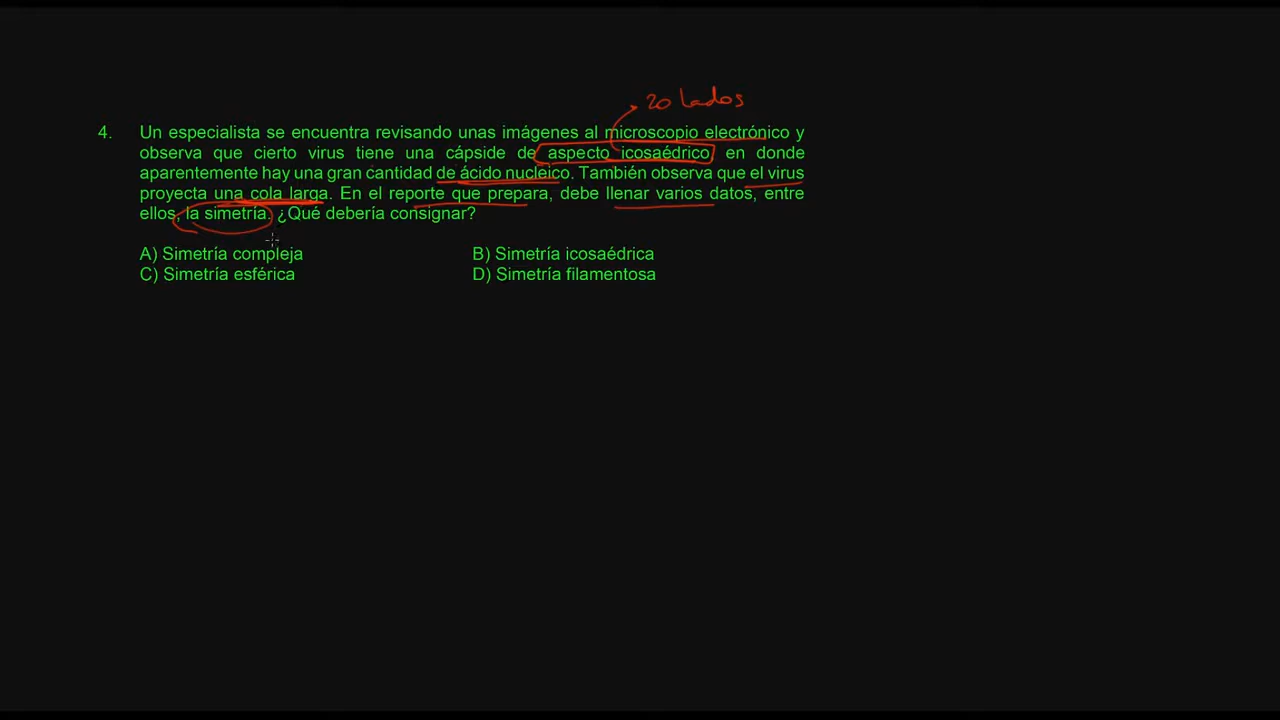 20 lados
4. Un especialista se encuentra revisando unas imágenes al microscopio electrónico y
observa que cierto virus tiene una cápside de aspecto icosaédrico en donde
aparentemente hay una gran cantidad de ácido nucleico. También observa que el virus
proyecta una cola larga. En el reporte que prepara, debe llenar varios datos, entre
ellos, la simetría. ¿Qué debería consignar?
A) Simetría compleja B) Simetría icosaédrica
C) Simetría esférica D) Simetría filamentosa